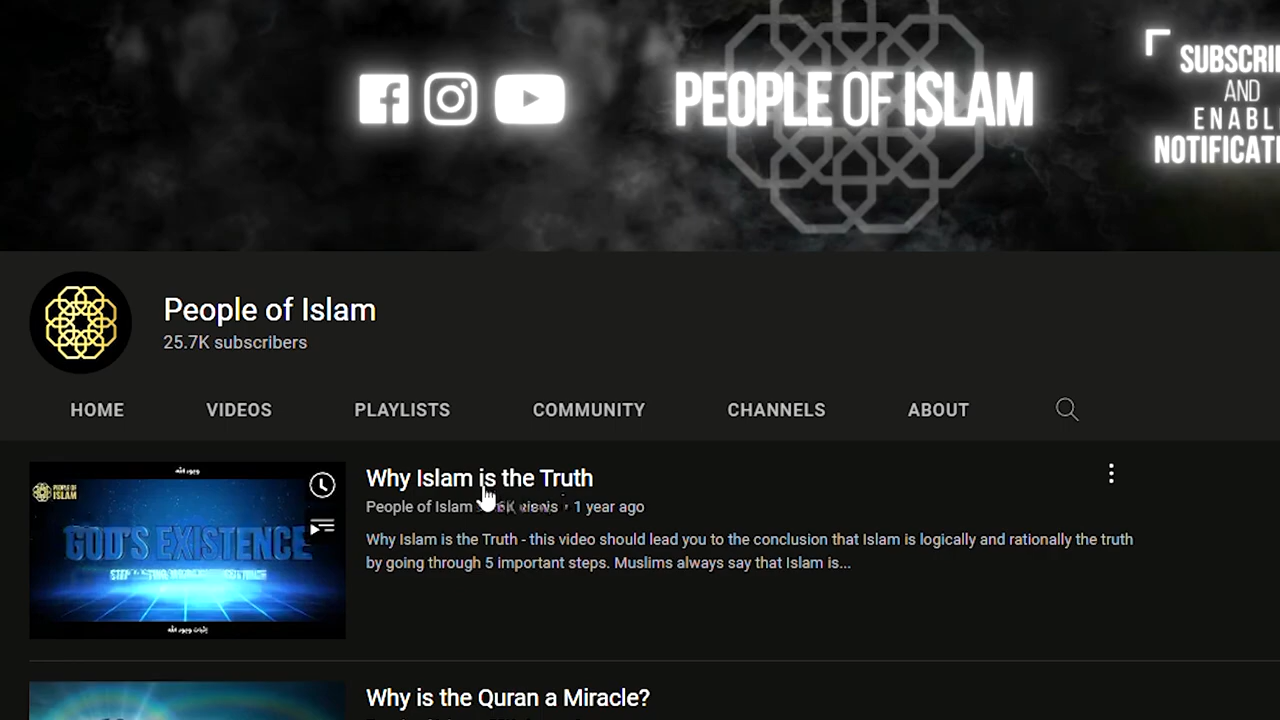 PEOPLE OF ISLAM
SUBSCRI
AND
ENABL
NOTIFICATI
People of Islam
25.7K subscribers
HOME VIDEOS PLAYLISTS COMMUNITY CHANNELS ABOUT
PEOPLE OF
ISLAM
GOD'S EXISTENCE
Why Islam is the Truth
People of Islam views • 1 year ago
Why Islam is the Truth - this video should lead you to the conclusion that Islam is logically and rationally the truth
by going through 5 important steps. Muslims always say that Islam is...
Why is the Quran a Miracle?